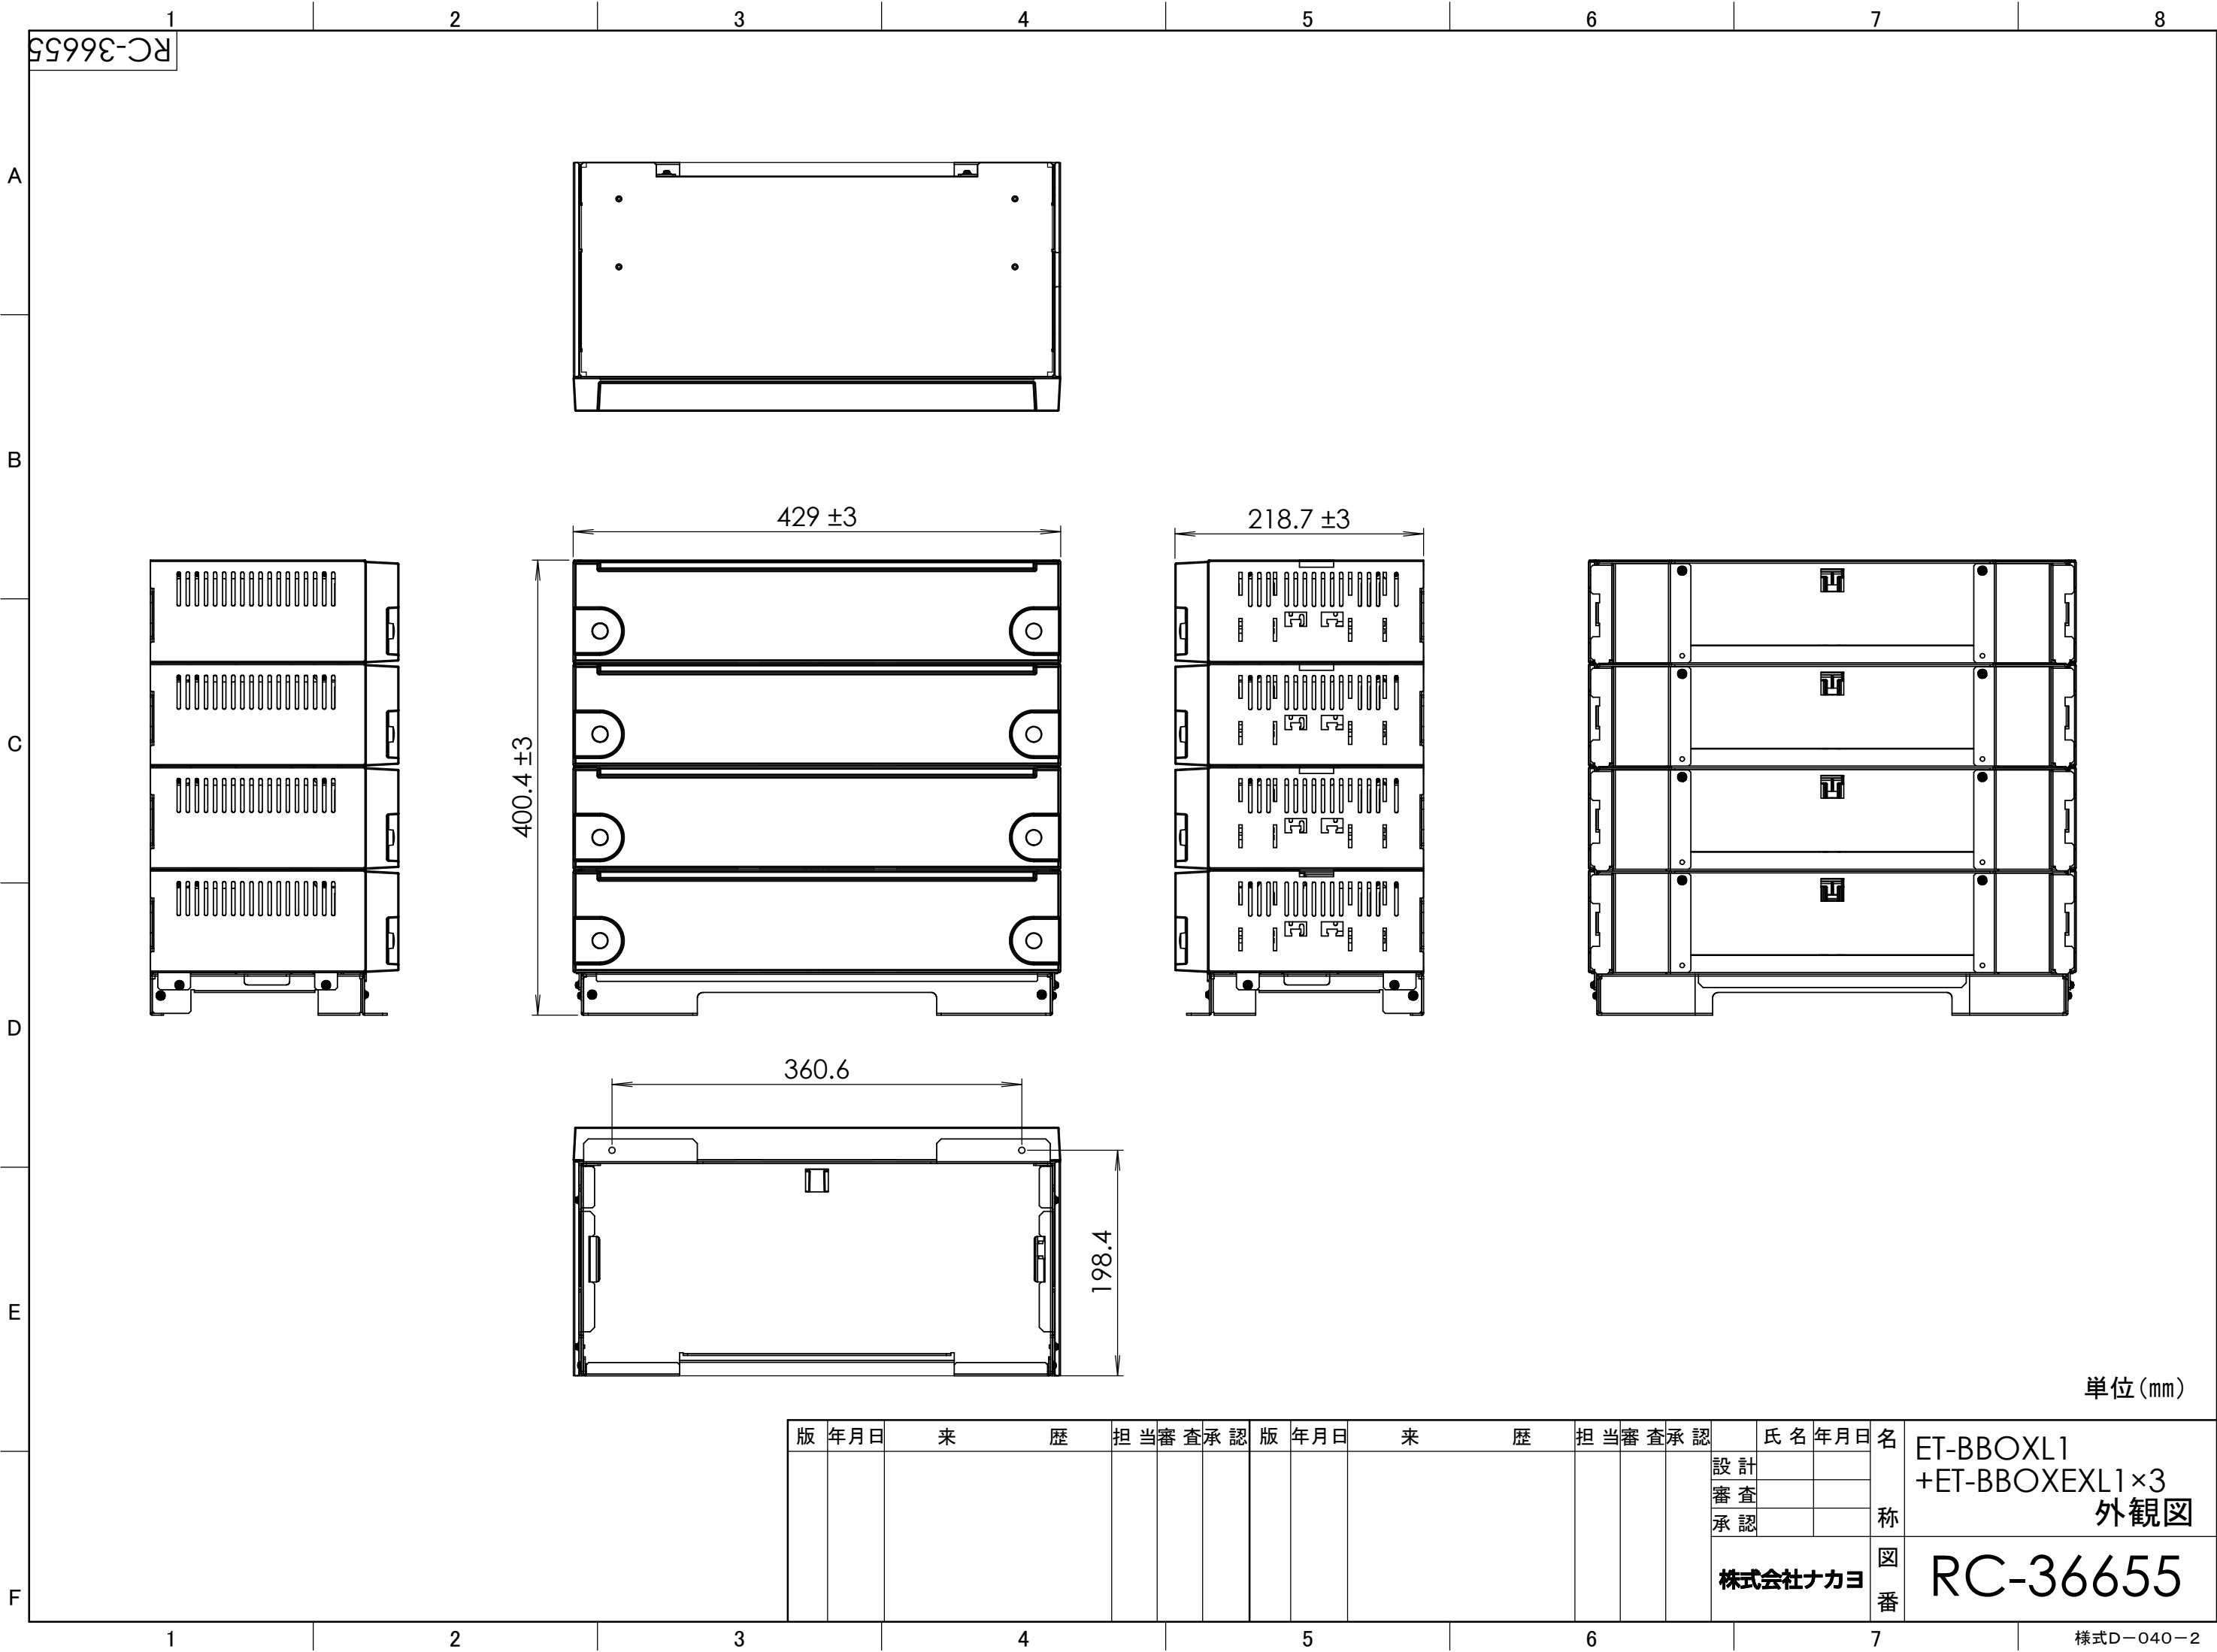 1 2 3 4 5 6 7 8
RC-36655
A
B
429 ±3
218.7 ±3
C
400.4 ±3
D
360.6
198.4
E
単位(mm)
版 年月日 来 歴 担当 審査 承認 版 年月日 来 歴 担当 審査 承認 氏名 年月日 名称
設計
審査
承認
ET-BBOXL1
+ET-BBOXEXL1×3
外観図
株式会社ナカヨ
図番
RC-36655
F
1 2 3 4 5 6 7
様式D-040-2